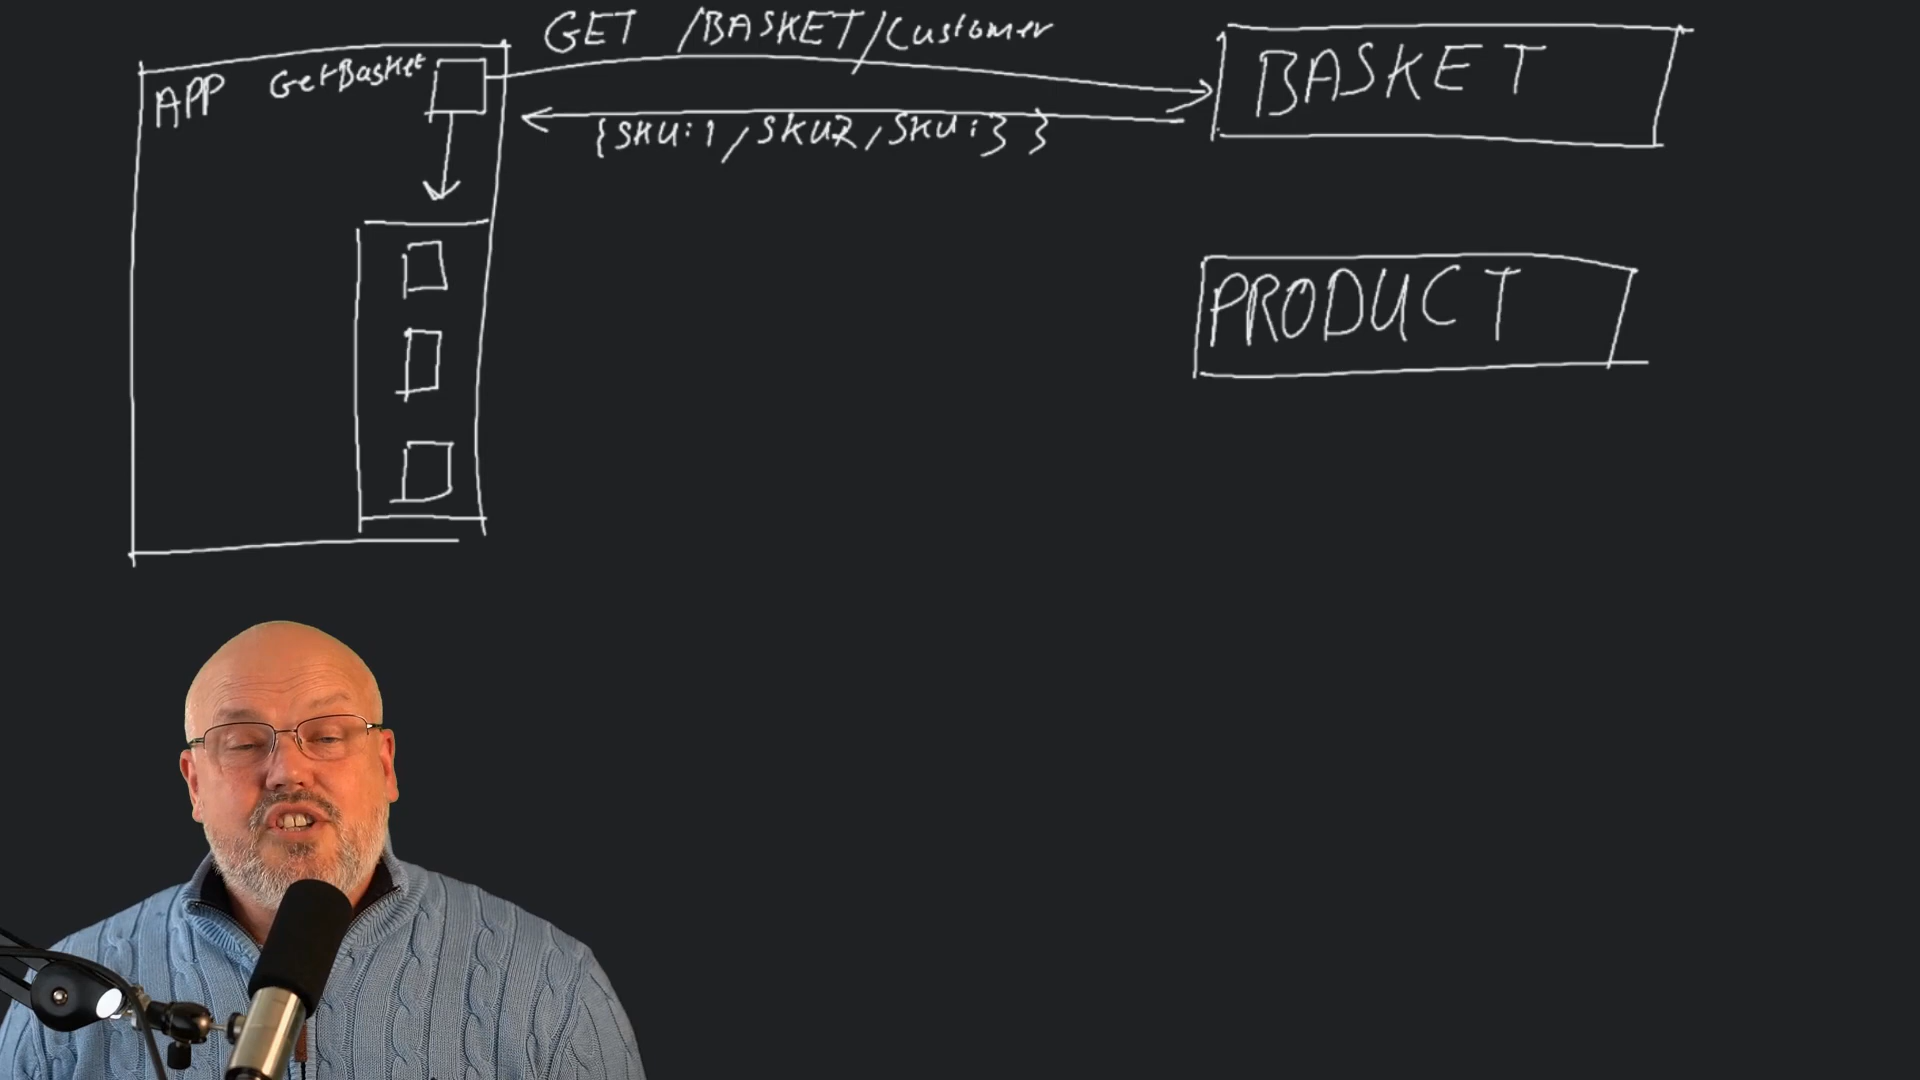 GET /BASKET/Customer
APP GetBasket
BASKET
{SKU:1, SKU2, SKU:3 }
PRODUCT